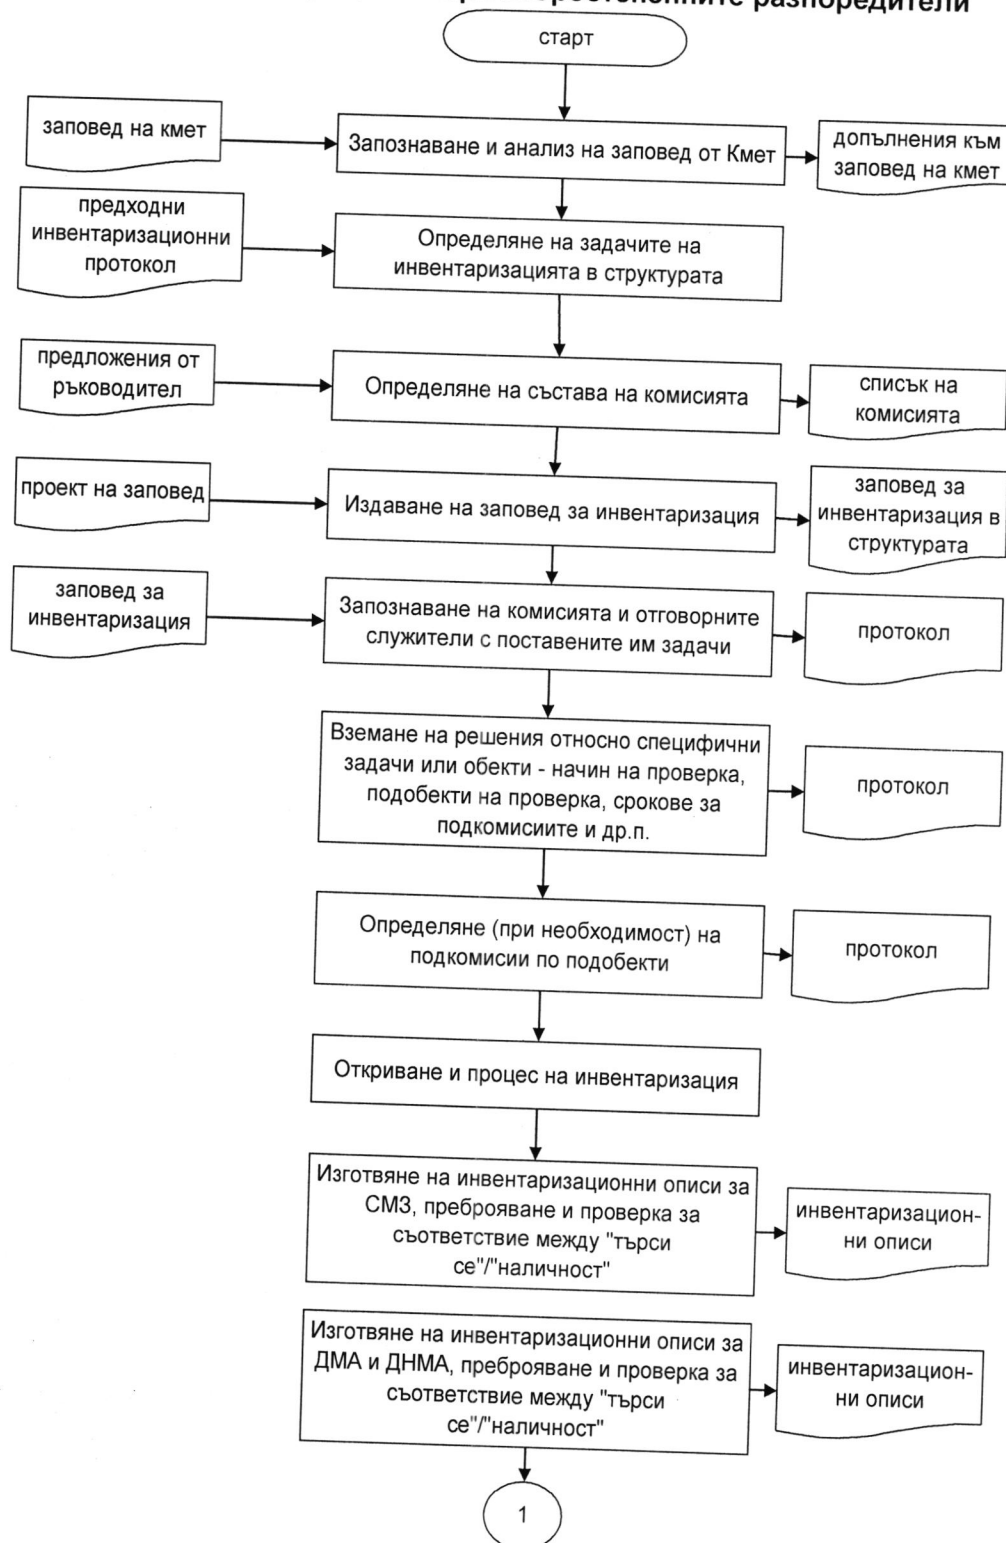 разпоредители
старт
заповед на кмет
Запознаване и анализ на заповед от Кмет
допълнения към
заповед на кмет
предходни
инвентаризационни
протокол
Определяне на задачите на
инвентаризацията в структурата
предложения от
ръководител
Определяне на състава на комисията
списък на
комисията
проект на заповед
Издаване на заповед за инвентаризация
заповед за
инвентаризация в
структурата
заповед за
инвентаризация
Запознаване на комисията и отговорните
служители с поставените им задачи
протокол
Вземане на решения относно специфични
задачи или обекти - начин на проверка,
подобекти на проверка, срокове за
подкомисиите и др.п.
протокол
Определяне (при необходимост) на
подкомисии по подобекти
протокол
Откриване и процес на инвентаризация
Изготвяне на инвентаризационни описи за
СМЗ, преброяване и проверка за
съответствие между "търси
се"/"наличност"
инвентаризацион-
ни описи
Изготвяне на инвентаризационни описи за
ДМА и ДНМА, преброяване и проверка за
съответствие между "търси
се"/"наличност"
инвентаризацион-
ни описи
1